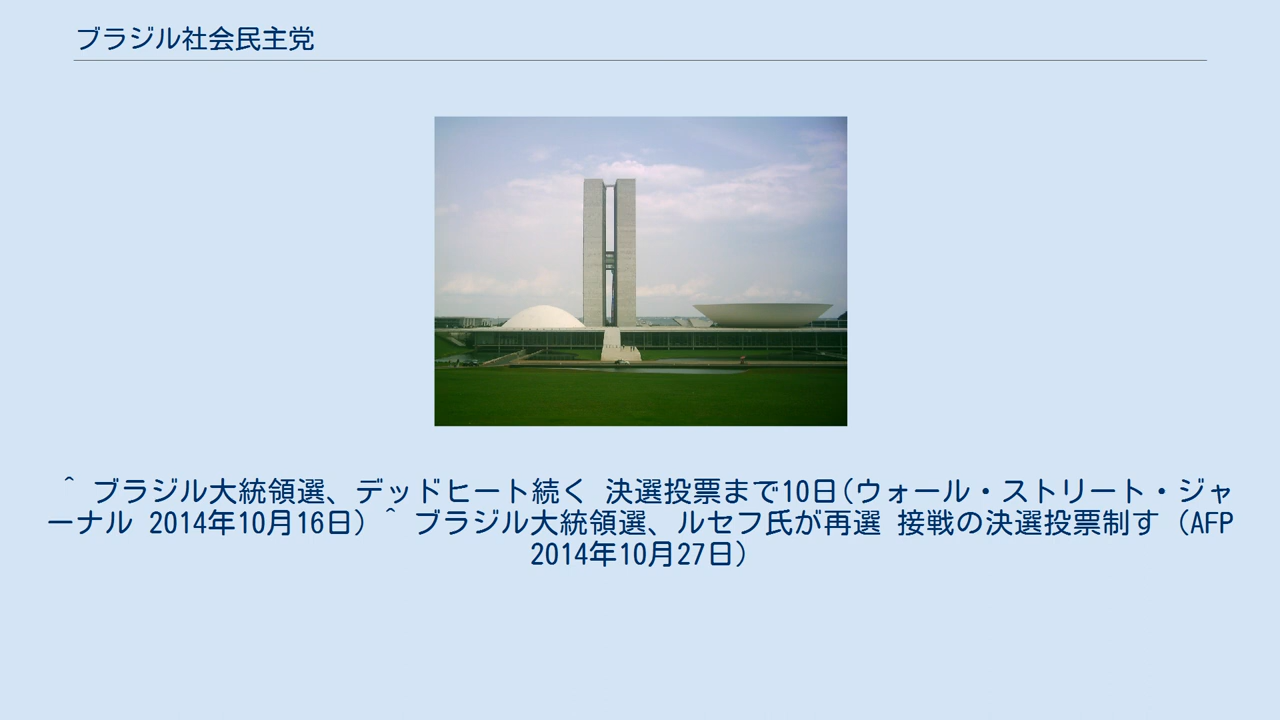 ブラジル社会民主党
^ ブラジル大統領選、デッドヒート続く 決選投票まで10日(ウォール・ストリート・ジャ
ーナル 2014年10月16日) ^ ブラジル大統領選、ルセフ氏が再選 接戦の決選投票制す (AFP
2014年10月27日)